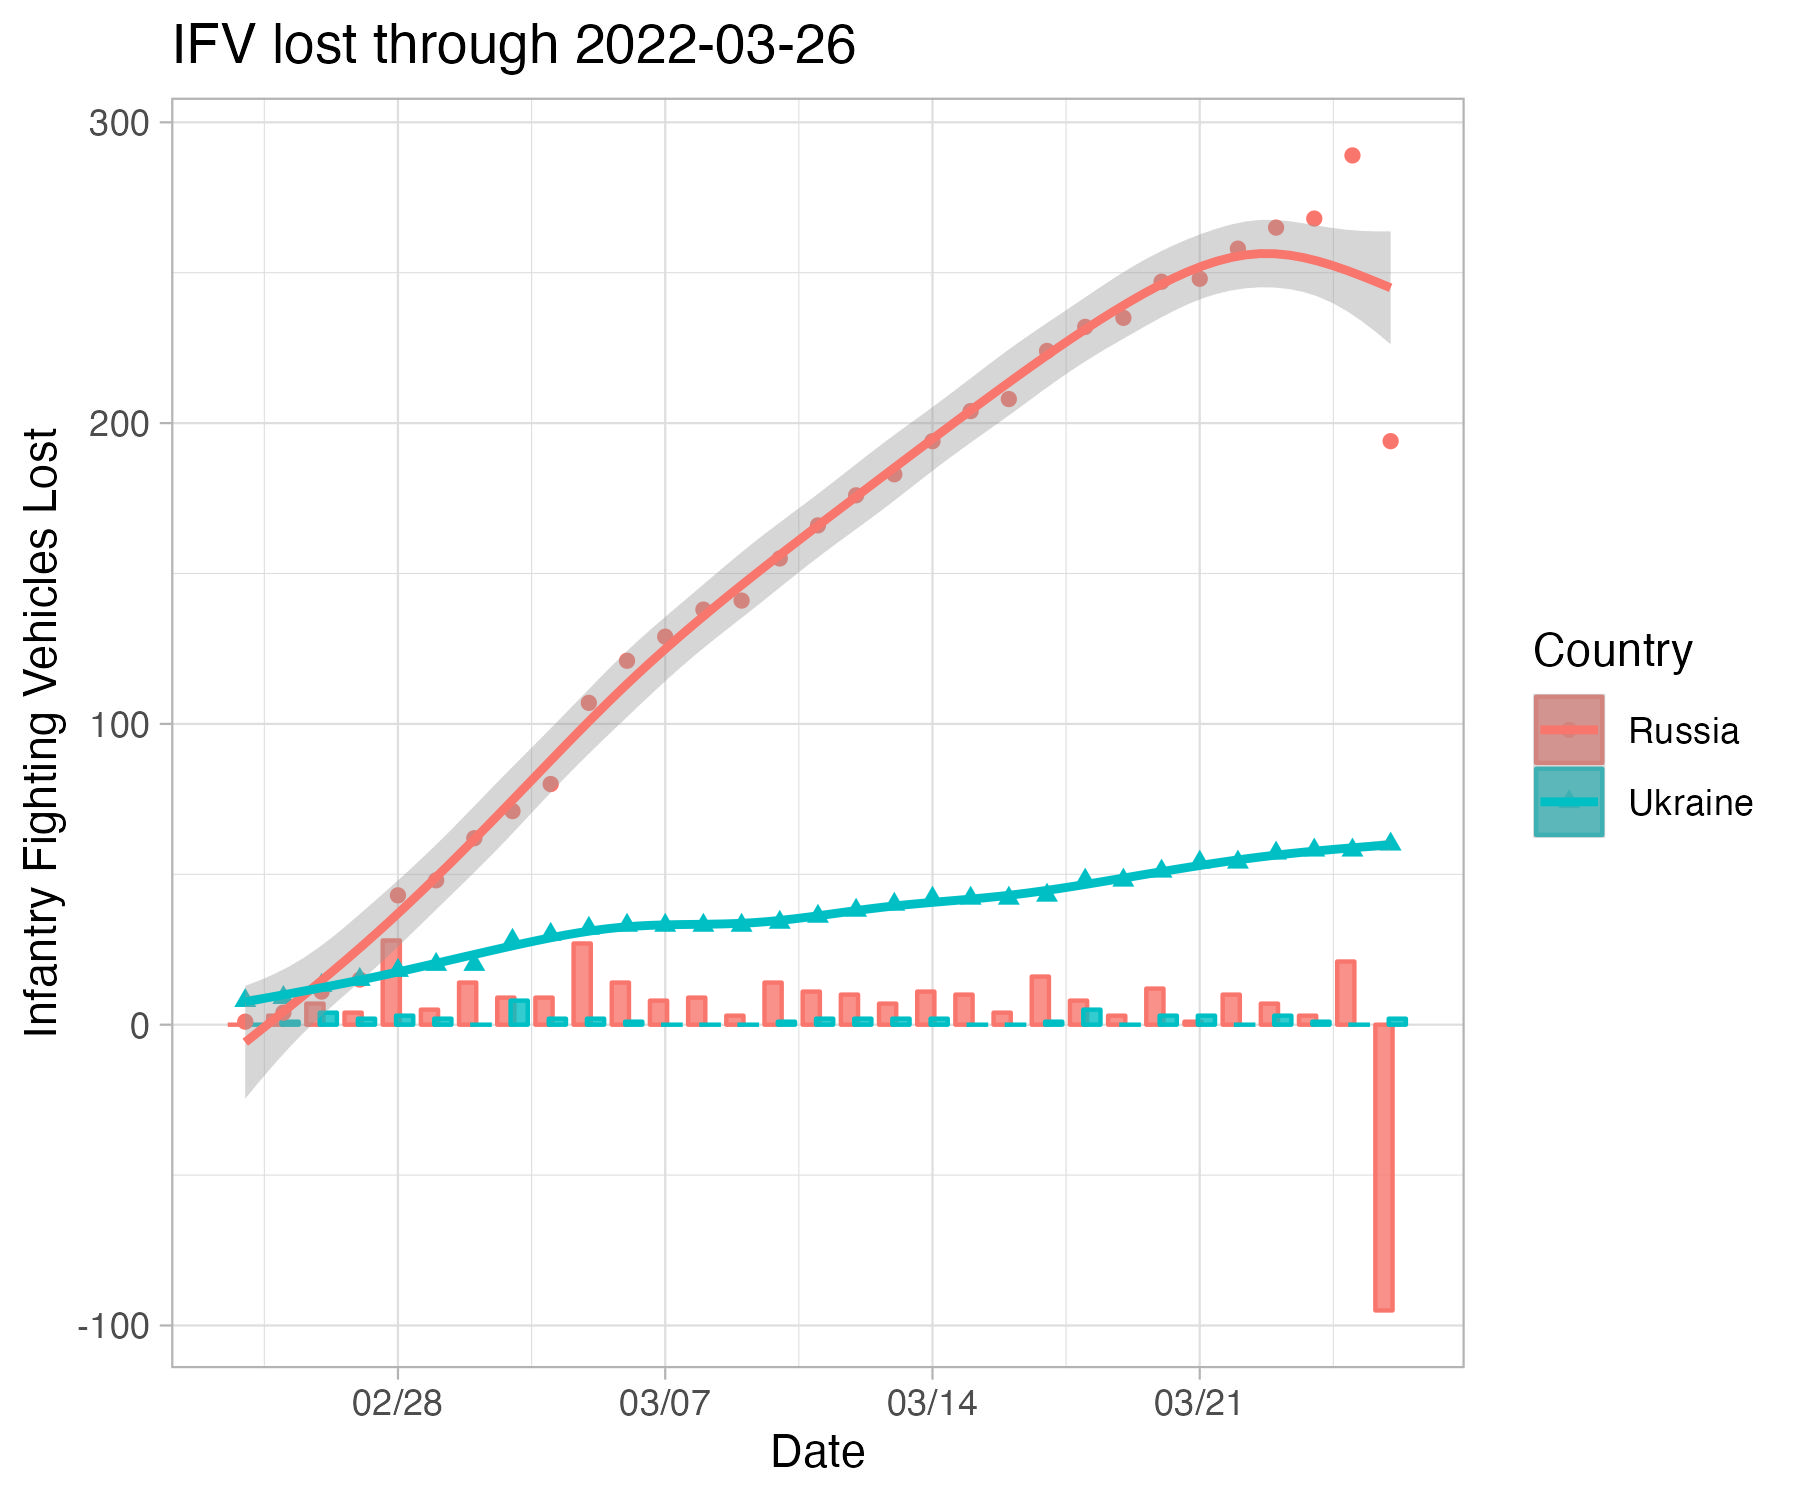 IFV lost through 2022-03-26
Infantry Fighting Vehicles Lost
300
200
100
0
-100
02/28
03/07
03/14
03/21
Date
Country
Russia
Ukraine